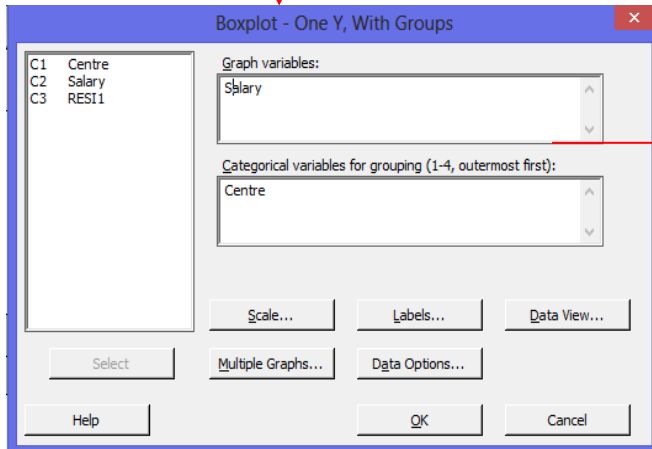 Boxplot - One Y, With Groups
x
C1 Centre
C2 Salary
C3 RESI1
Graph variables:
Salary
Categorical variables for grouping (1-4, outermost first):
Centre
Scale...
Labels...
Data View...
Select
Multiple Graphs...
Data Options...
Help
OK
Cancel